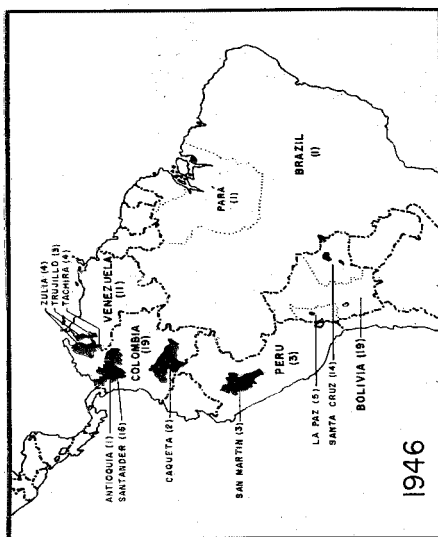 ZULIA (4)
TRUJILLO (3)
TACHIRA (4)
VENEZUELA
(11)
ANTIOQUIA (1)
SANTANDER (16)
COLOMBIA
(19)
CAQUETA (2)
PARÁ
(1)
BRAZIL
(1)
SAN MARTIN (3)
PERU
(3)
LA PAZ (5)
SANTA CRUZ (14)
BOLIVIA (19)
1946